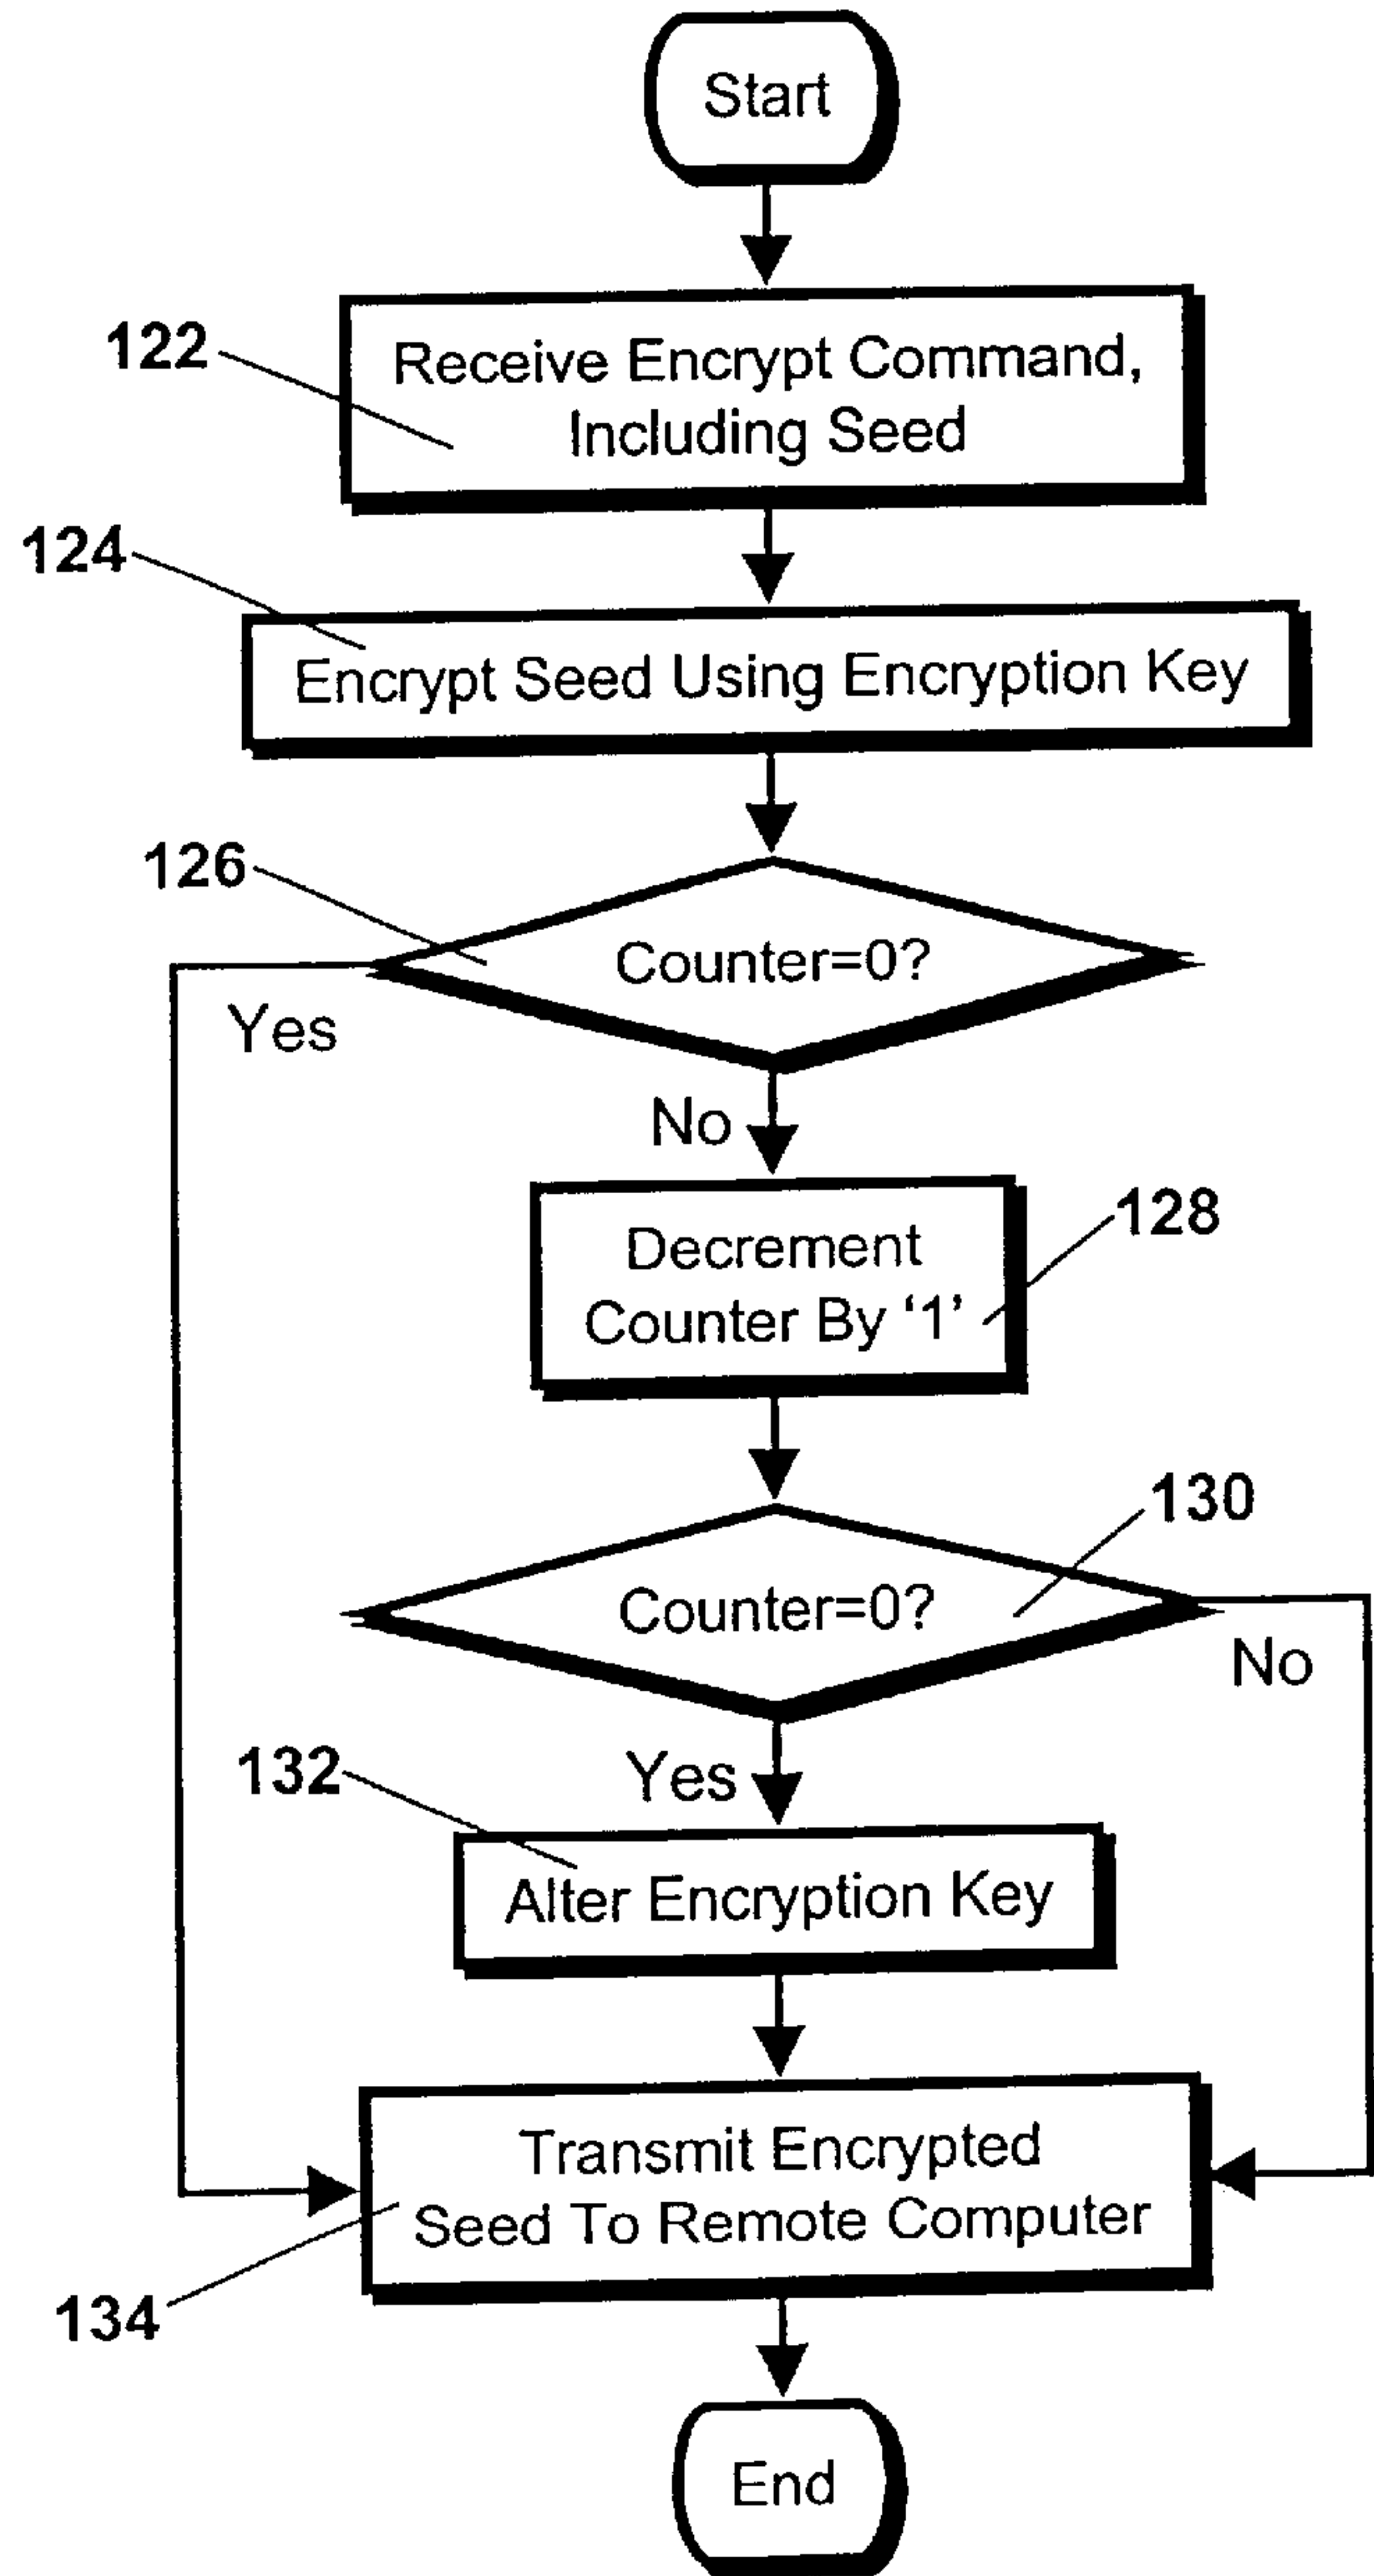 Start
122
Receive Encrypt Command,
Including Seed
124
Encrypt Seed Using Encryption Key
126
Counter=0?
Yes
No
128
Decrement
Counter By ‘1’
130
Counter=0?
No
Yes
132
Alter Encryption Key
Transmit Encrypted
Seed To Remote Computer
134
End